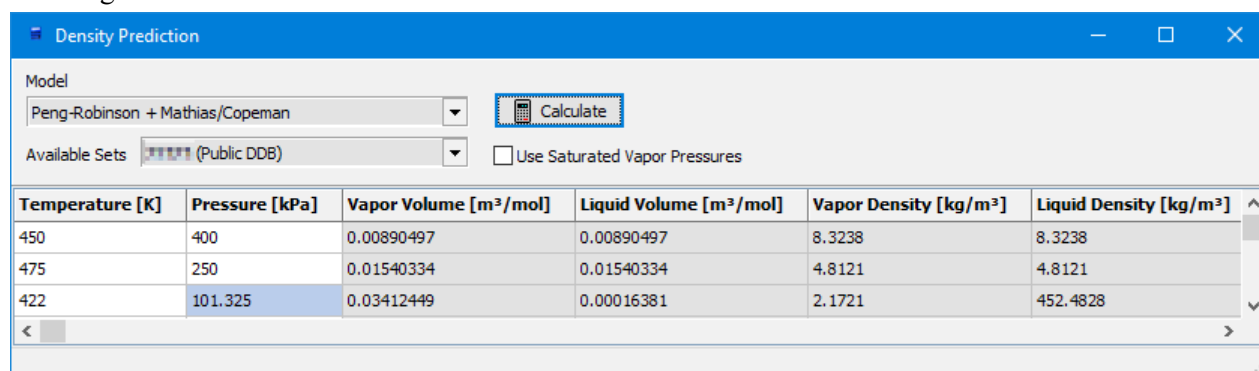 Density Prediction
Model
Peng-Robinson + Mathias/Copeman
Calculate
Available Sets (Public DDB)
Use Saturated Vapor Pressures
Temperature [K] Pressure [kPa] Vapor Volume [m³/mol] Liquid Volume [m³/mol] Vapor Density [kg/m³] Liquid Density [kg/m³]
450 400 0.00890497 0.00890497 8.3238 8.3238
475 250 0.01540334 0.01540334 4.8121 4.8121
422 101.325 0.03412449 0.00016381 2.1721 452.4828